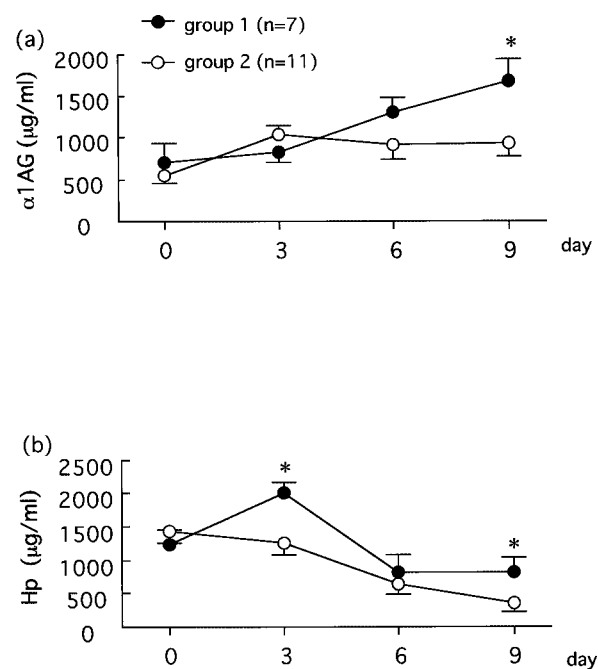 (a)
group 1 (n=7)
group 2 (n=11)
*
2000
1500
1000
500
0
α1AG (μg/ml)
0 3 6 9 day
(b)
2500
2000
1500
1000
500
0
Hp (μg/ml)
*
*
0 3 6 9 day